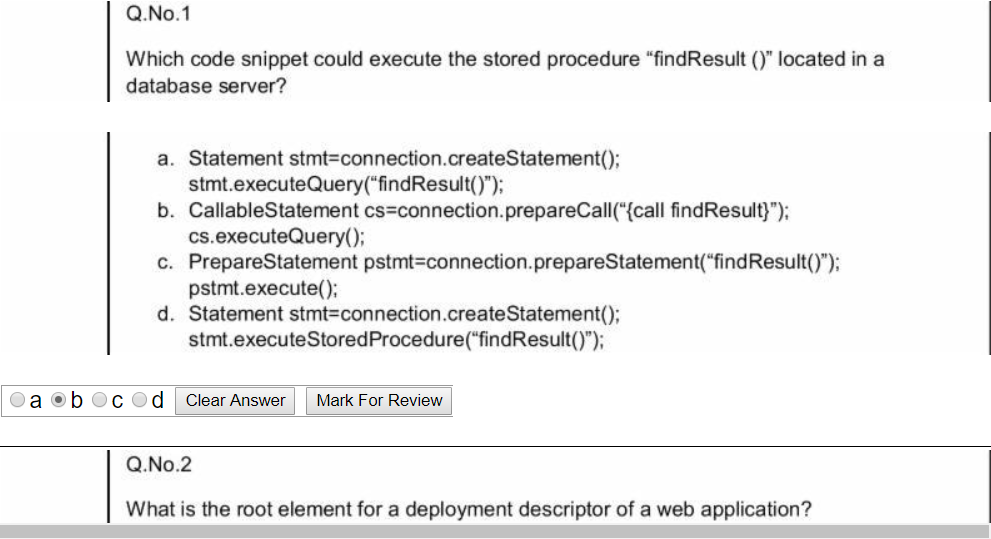 Q.No.1
Which code snippet could execute the stored procedure “findResult ()” located in a
database server?
a. Statement stmt=connection.createStatement();
stmt.executeQuery(“findResult()”);
b. CallableStatement cs=connection.prepareCall(“{call findResult}”);
cs.executeQuery();
c. PrepareStatement pstmt=connection.prepareStatement(“findResult()”);
pstmt.execute();
d. Statement stmt=connection.createStatement();
stmt.executeStoredProcedure(“findResult()”);
a b c d Clear Answer Mark For Review
Q.No.2
What is the root element for a deployment descriptor of a web application?